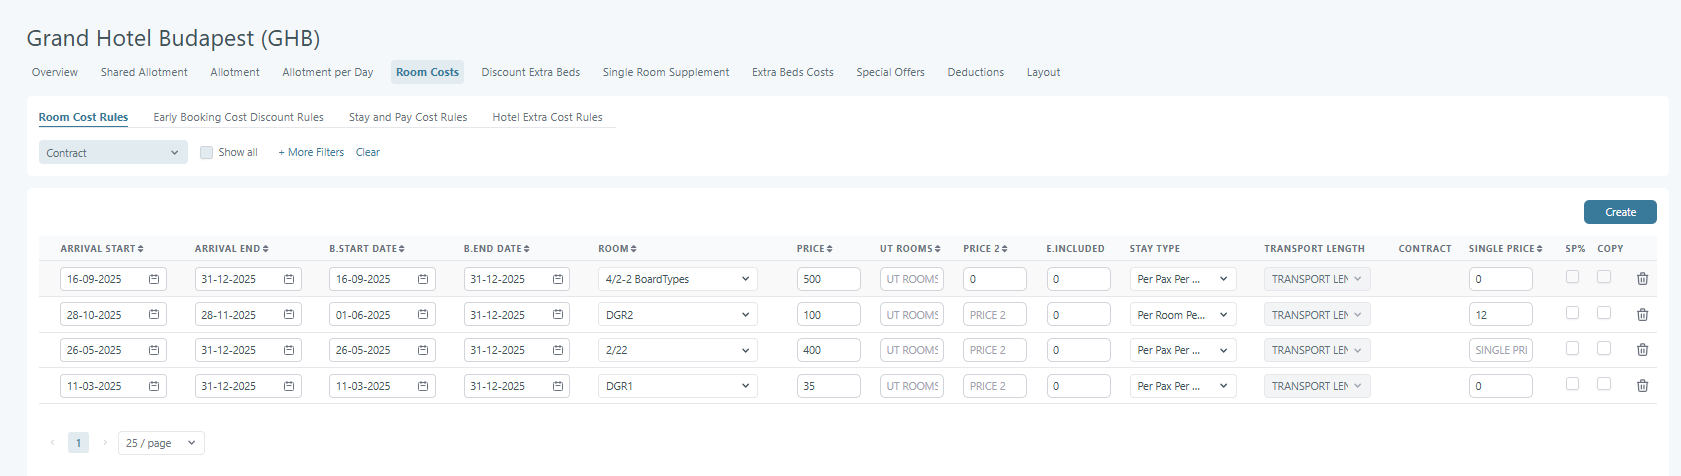 Grand Hotel Budapest (GHB)
Overview Shared Allotment Allotment Allotment per Day Room Costs Discount Extra Beds Single Room Supplement Extra Beds Costs Special Offers Deductions Layout
Room Cost Rules Early Booking Cost Discount Rules Stay and Pay Cost Rules Hotel Extra Cost Rules
Contract Show all + More Filters Clear
Create
ARRIVAL START ARRIVAL END B.START DATE B.END DATE ROOM PRICE UT ROOMS PRICE 2 E.INCLUDED STAY TYPE TRANSPORT LENGTH CONTRACT SINGLE PRICE SP% COPY
16-09-2025 31-12-2025 16-09-2025 31-12-2025 4/2-2 BoardTypes 500 UT ROOMS 0 0 Per Pax Per ... TRANSPORT LEN 0
28-10-2025 28-11-2025 01-06-2025 31-12-2025 DGR2 100 UT ROOMS PRICE 2 0 Per Room Pe... TRANSPORT LEN 12
26-05-2025 31-12-2025 26-05-2025 31-12-2025 2/22 400 UT ROOMS PRICE 2 0 Per Pax Per ... TRANSPORT LEN SINGLE PRI
11-03-2025 31-12-2025 11-03-2025 31-12-2025 DGR1 35 UT ROOMS PRICE 2 0 Per Pax Per ... TRANSPORT LEN 0
1 25 / page